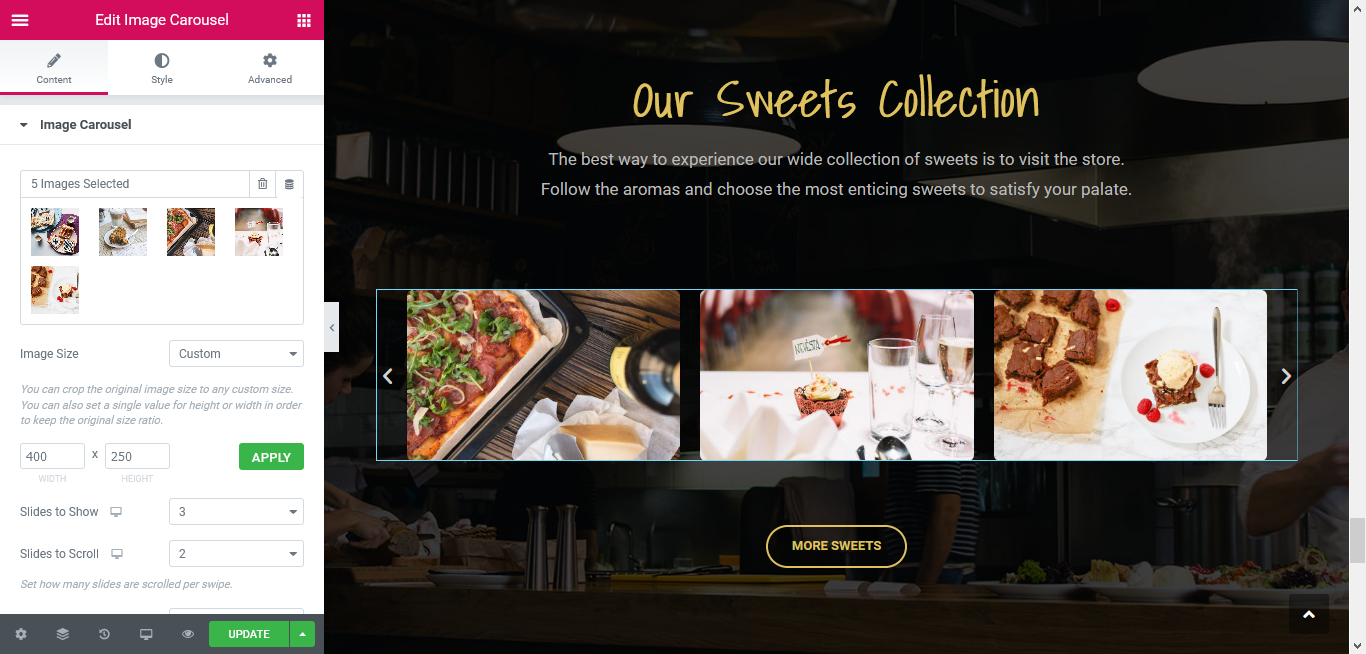 Edit Image Carousel
Content
Style
Advanced
Image Carousel
5 Images Selected
Image Size
Custom
You can crop the original image size to any custom size.
You can also set a single value for height or width in order
to keep the original size ratio.
400
x
250
APPLY
WIDTH
HEIGHT
Slides to Show
3
Slides to Scroll
2
Set how many slides are scrolled per swipe.
UPDATE
Our Sweets Collection
The best way to experience our wide collection of sweets is to visit the store.
Follow the aromas and choose the most enticing sweets to satisfy your palate.
NEVĚSTA
MORE SWEETS